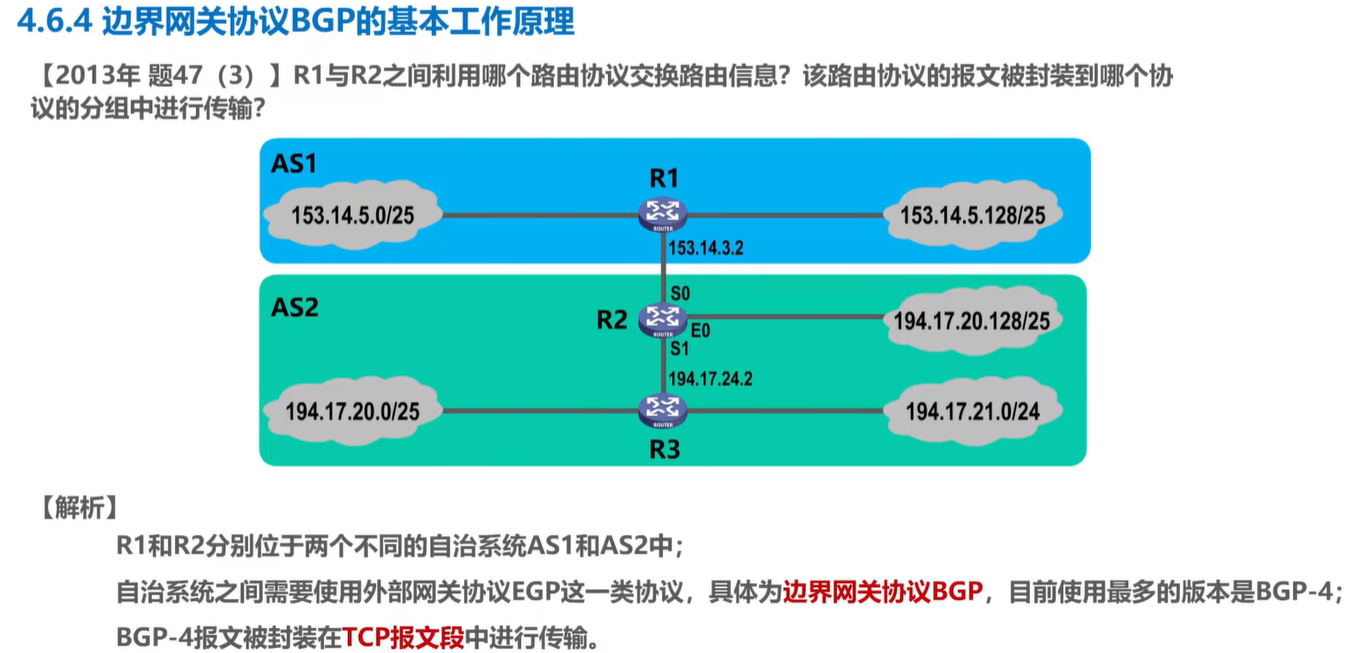 4.6.4 边界网关协议BGP的基本工作原理
【2013年 题47（3）】R1与R2之间利用哪个路由协议交换路由信息？该路由协议的报文被封装到哪个协
议的分组中进行传输？
AS1
R1
153.14.5.0/25
153.14.5.128/25
ROUTER
153.14.3.2
AS2
S0
R2
194.17.20.128/25
ROUTER
E0
S1
194.17.24.2
194.17.20.0/25
194.17.21.0/24
ROUTER
R3
【解析】
R1和R2分别位于两个不同的自治系统AS1和AS2中；
自治系统之间需要使用外部网关协议EGP这一类协议，具体为边界网关协议BGP，目前使用最多的版本是BGP-4；
BGP-4报文被封装在TCP报文段中进行传输。